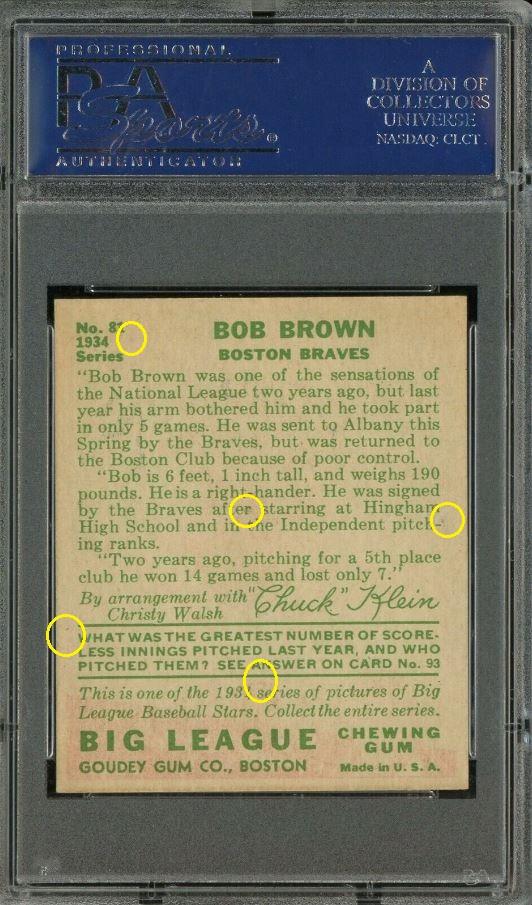 PROFESSIONAL
PSA
Sports
AUTHENTICATOR
A
DIVISION OF
COLLECTORS
UNIVERSE
NASDAQ: CLCT
No. 81
1934
Series
BOB BROWN
BOSTON BRAVES
"Bob Brown was one of the sensations of
the National League two years ago, but last
year his arm bothered him and he took part
in only 5 games. He was sent to Albany this
Spring by the Braves, but was returned to
the Boston Club because of poor control.
"Bob is 6 feet, 1 inch tall, and weighs 190
pounds. He is a right-hander. He was signed
by the Braves after starring at Hingham
High School and in the Independent pitch-
ing ranks.
"Two years ago, pitching for a 5th place
club he won 14 games and lost only 7."
By arrangement with "Chuck" Klein
Christy Walsh
WHAT WAS THE GREATEST NUMBER OF SCORE-
LESS INNINGS PITCHED LAST YEAR, AND WHO
PITCHED THEM? SEE ANSWER ON CARD No. 93
This is one of the 1934 series of pictures of Big
League Baseball Stars. Collect the entire series.
BIG LEAGUE CHEWING GUM
GOUDEY GUM CO., BOSTON Made in U. S. A.